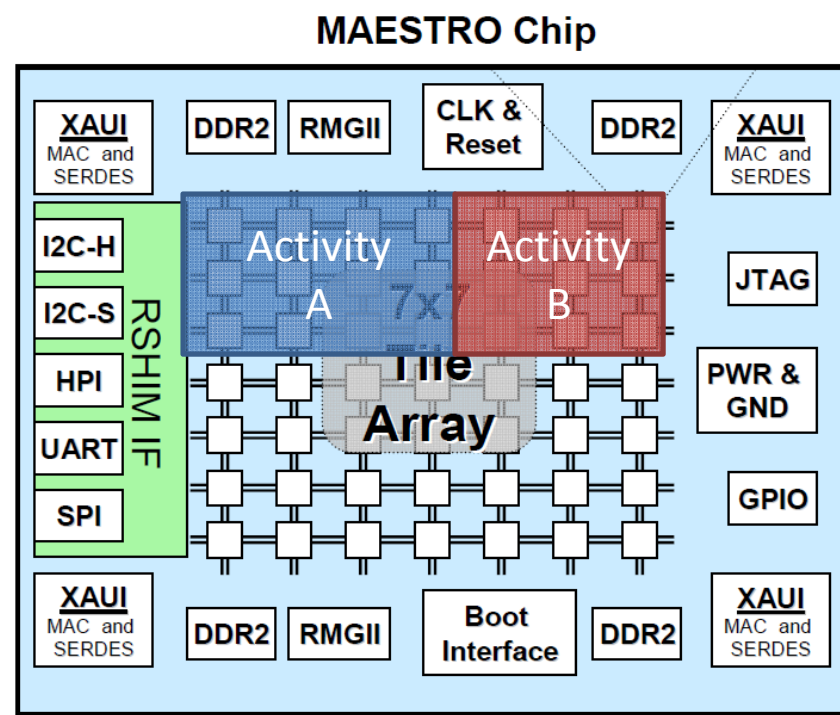 MAESTRO Chip
XAUI
MAC and
SERDES
DDR2
RMGII
CLK &
Reset
DDR2
XAUI
MAC and
SERDES
I2C-H
I2C-S
HPI
UART
SPI
RSHIM IF
Activity
A
Activity
B
7x7
Tile
Array
JTAG
PWR &
GND
GPIO
XAUI
MAC and
SERDES
DDR2
RMGII
Boot
Interface
DDR2
XAUI
MAC and
SERDES